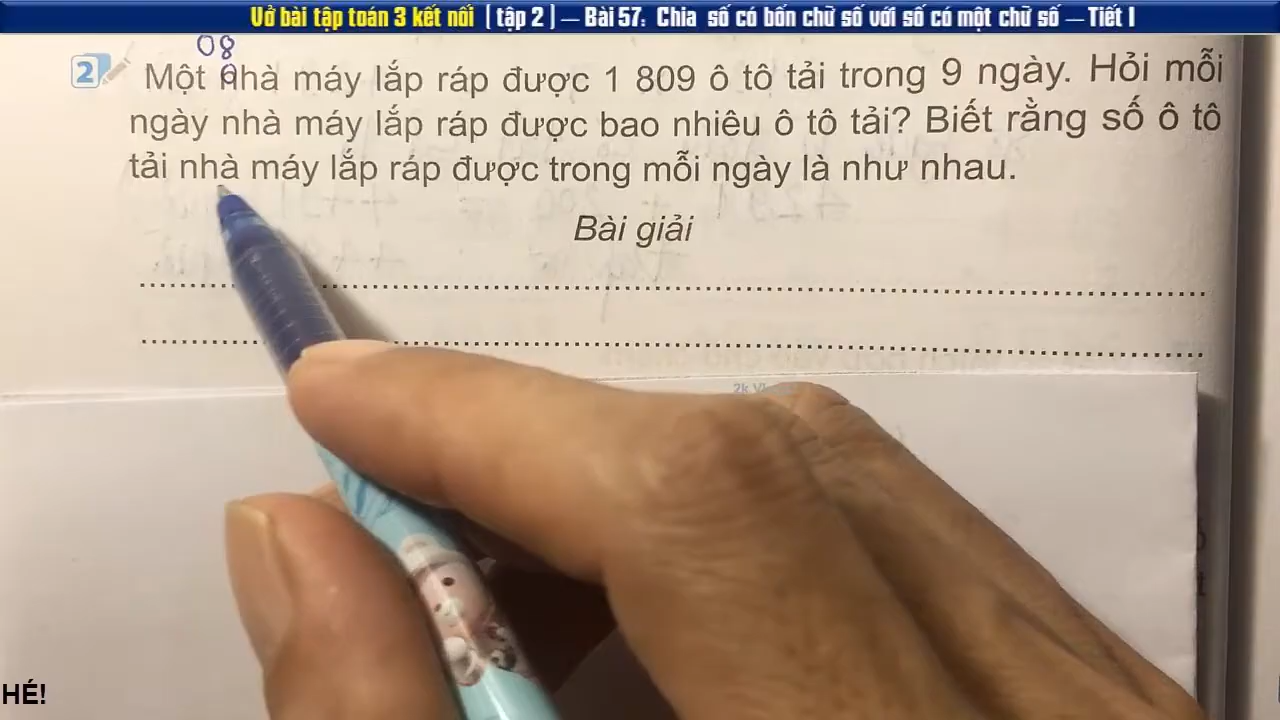 Vở bài tập toán 3 kết nối ( tập 2 ) – Bài 57: Chia số có bốn chữ số với số có một chữ số – Tiết 1
08
2 Một nhà máy lắp ráp được 1 809 ô tô tải trong 9 ngày. Hỏi mỗi
ngày nhà máy lắp ráp được bao nhiêu ô tô tải? Biết rằng số ô tô
tải nhà máy lắp ráp được trong mỗi ngày là như nhau.
Bài giải
HÉ!